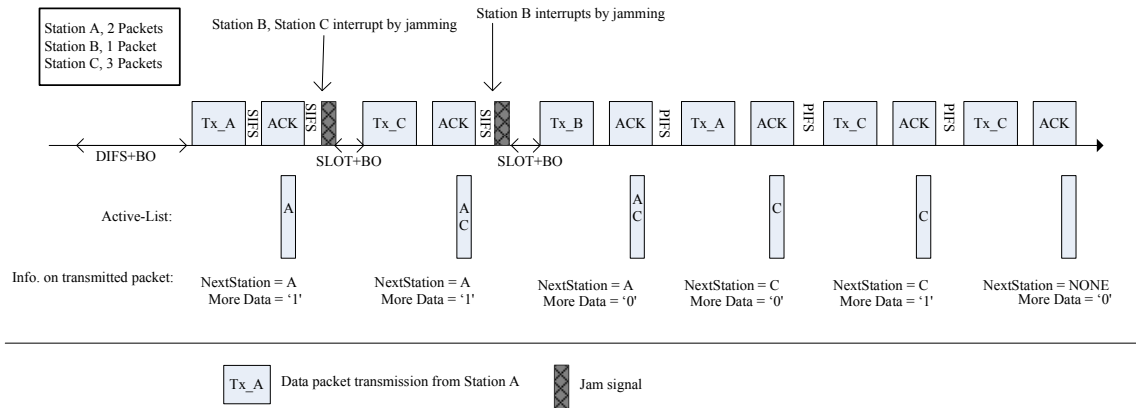 Station A, 2 Packets
Station B, 1 Packet
Station C, 3 Packets
Station B, Station C interrupt by jamming
Station B interrupts by jamming
Tx_A
SIFS
ACK
SIFS
Tx_C
ACK
SIFS
Tx_B
ACK
PIFS
Tx_A
ACK
PIFS
Tx_C
ACK
PIFS
Tx_C
ACK
DIFS+BO
SLOT+BO
SLOT+BO
Active-List:
A
A
C
A
C
C
C
Info. on transmitted packet:
NextStation = A
More Data = ‘1'
NextStation = A
More Data = ‘1'
NextStation = A
More Data = ‘0'
NextStation = C
More Data = ‘0'
NextStation = C
More Data = ‘1'
NextStation = NONE
More Data = ‘0'
Tx_A
Data packet transmission from Station A
Jam signal